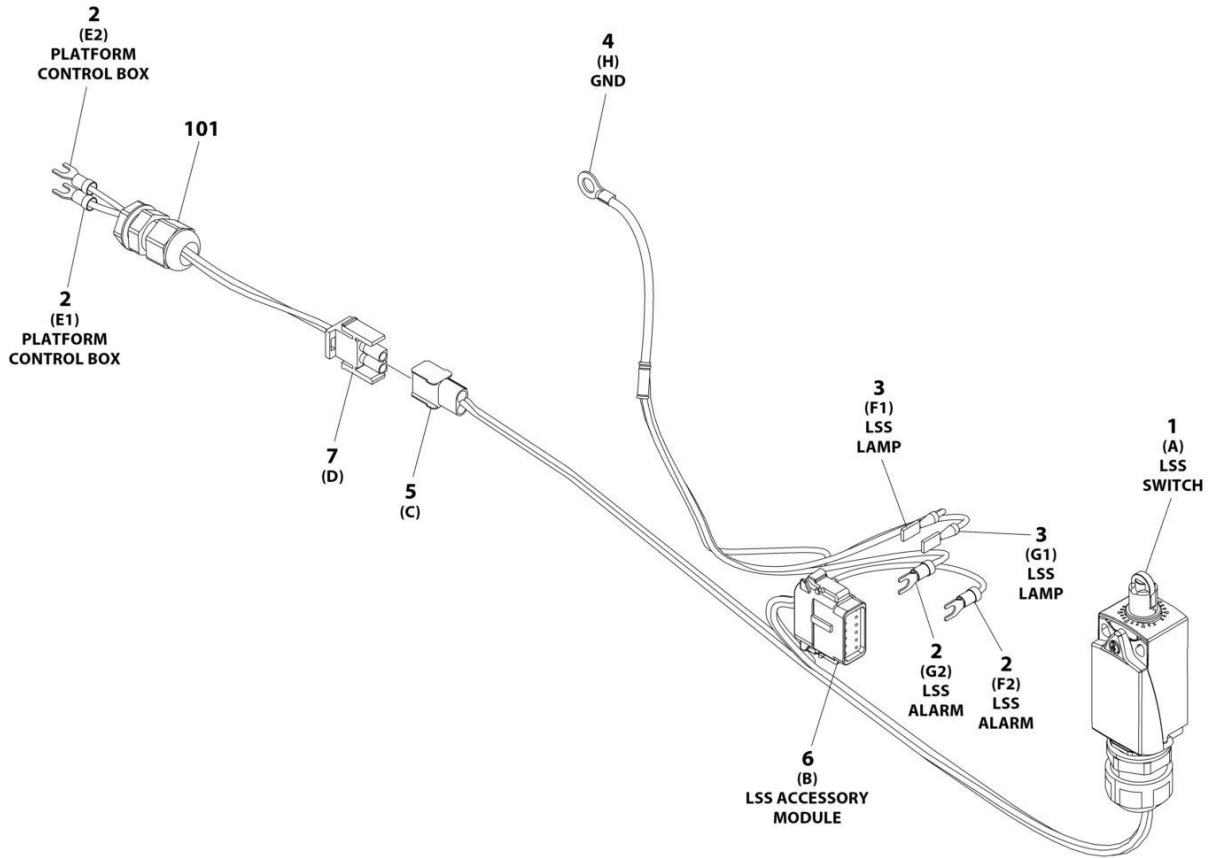 2
(E2)
PLATFORM
CONTROL BOX
101
2
(E1)
PLATFORM
CONTROL BOX
4
(H)
GND
7
(D)
5
(C)
3
(F1)
LSS
LAMP
3
(G1)
LSS
LAMP
1
(A)
LSS
SWITCH
2
(G2)
LSS
ALARM
2
(F2)
LSS
ALARM
6
(B)
LSS ACCESSORY
MODULE